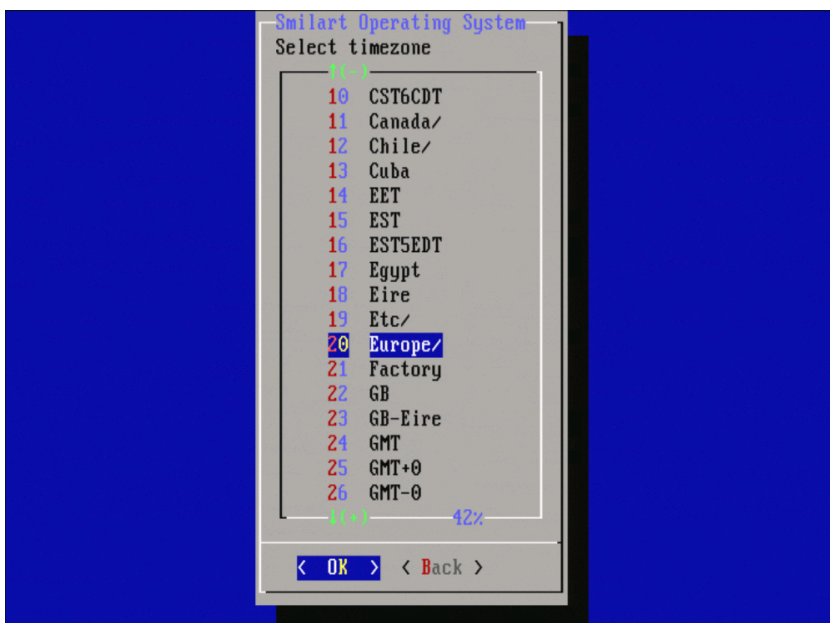 Smilart Operating System
Select timezone
↑(-)
10 CST6CDT
11 Canada/
12 Chile/
13 Cuba
14 EET
15 EST
16 EST5EDT
17 Egypt
18 Eire
19 Etc/
20 Europe/
21 Factory
22 GB
23 GB-Eire
24 GMT
25 GMT+0
26 GMT-0
↓(+) 42%
< OK > < Back >